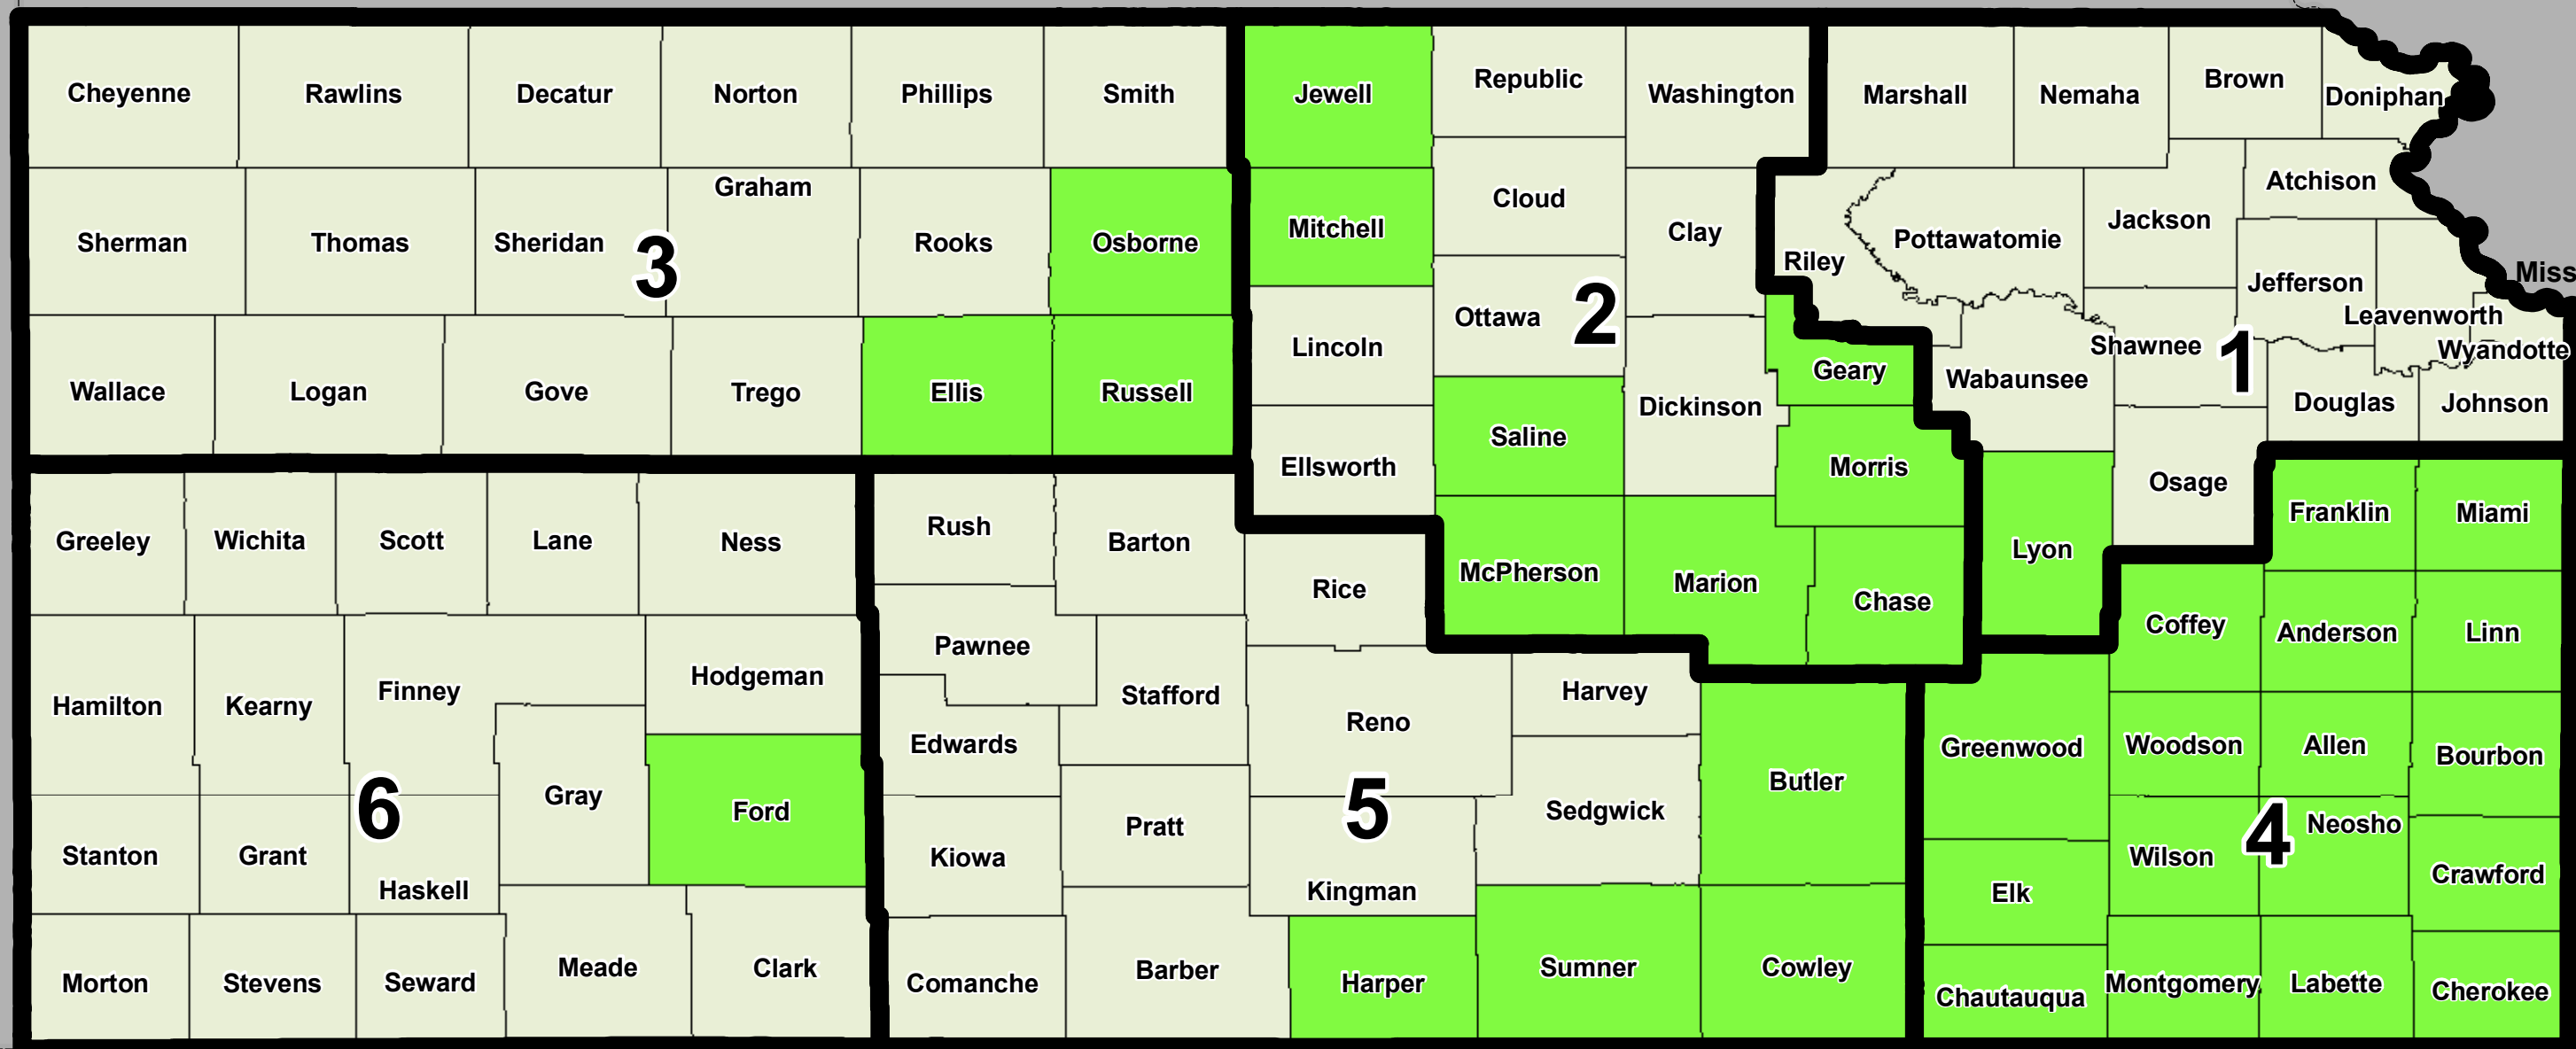 Cheyenne
Rawlins
Decatur
Norton
Phillips
Smith
Jewell
Republic
Washington
Marshall
Nemaha
Brown
Doniphan
Sherman
Thomas
Sheridan
3
Graham
Rooks
Osborne
Mitchell
Cloud
Clay
Riley
Pottawatomie
Jackson
Atchison
Jefferson
Leavenworth
Wyandotte
Miss
Wallace
Logan
Gove
Trego
Ellis
Russell
Lincoln
Ottawa
2
Ellsworth
Saline
Dickinson
Geary
Morris
Wabaunsee
Shawnee
1
Douglas
Johnson
Osage
Lyon
Franklin
Miami
Greeley
Wichita
Scott
Lane
Ness
Rush
Barton
Rice
McPherson
Marion
Chase
Coffey
Anderson
Linn
Hamilton
Kearny
Finney
Hodgeman
Pawnee
Stafford
Edwards
Reno
Harvey
Butler
Greenwood
Woodson
Allen
Bourbon
Stanton
Grant
6
Haskell
Gray
Ford
Kiowa
Pratt
5
Kingman
Sedgwick
Elk
Wilson
4
Neosho
Crawford
Morton
Stevens
Seward
Meade
Clark
Comanche
Barber
Harper
Sumner
Cowley
Chautauqua
Montgomery
Labette
Cherokee